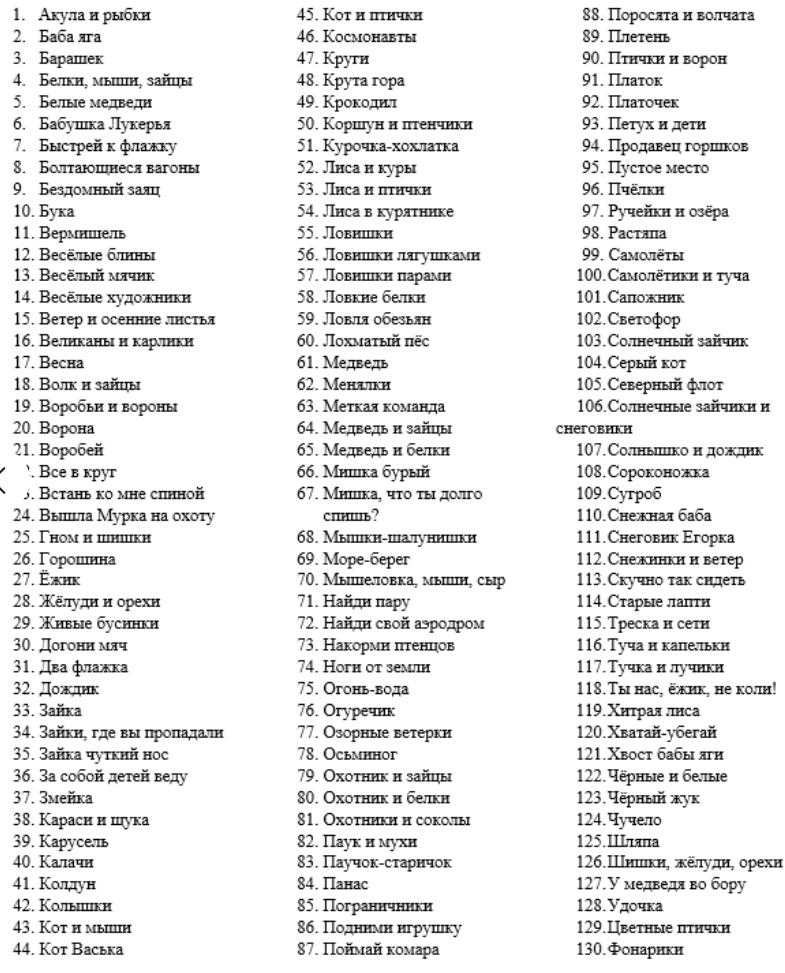 1. Акула и рыбки
2. Баба яга
3. Барашек
4. Белки, мыши, зайцы
5. Белые медведи
6. Бабушка Лукерья
7. Быстрей к флажку
8. Болтающиеся вагоны
9. Бездомный заяц
10. Бука
11. Вермишель
12. Весёлые блины
13. Весёлый мячик
14. Весёлые художники
15. Ветер и осенние листья
16. Великаны и карлики
17. Весна
18. Волк и зайцы
19. Воробьи и вороны
20. Ворона
21. Воробей
. Все в круг
. Встань ко мне спиной
24. Вышла Мурка на охоту
25. Гном и шишки
26. Горошина
27. Ёжик
28. Жёлуди и орехи
29. Живые бусинки
30. Догони мяч
31. Два флажка
32. Дождик
33. Зайка
34. Зайки, где вы пропадали
35. Зайка чуткий нос
36. За собой детей веду
37. Змейка
38. Караси и щука
39. Карусель
40. Калачи
41. Колдун
42. Колышки
43. Кот и мыши
44. Кот Васька
45. Кот и птички
46. Космонавты
47. Круги
48. Крута гора
49. Крокодил
50. Коршун и птенчики
51. Курочка-хохлатка
52. Лиса и куры
53. Лиса и птички
54. Лиса в курятнике
55. Ловишки
56. Ловишки лягушками
57. Ловишки парами
58. Ловкие белки
59. Ловля обезьян
60. Лохматый пёс
61. Медведь
62. Менялки
63. Меткая команда
64. Медведь и зайцы
65. Медведь и белки
66. Мишка бурый
67. Мишка, что ты долго
спишь?
68. Мышки-шалунишки
69. Море-берег
70. Мышеловка, мыши, сыр
71. Найди пару
72. Найди свой аэродром
73. Накорми птенцов
74. Ноги от земли
75. Огонь-вода
76. Огуречик
77. Озорные ветерки
78. Осьминог
79. Охотник и зайцы
80. Охотник и белки
81. Охотники и соколы
82. Паук и мухи
83. Паучок-старичок
84. Панас
85. Пограничники
86. Подними игрушку
87. Поймай комара
88. Поросята и волчата
89. Плетень
90. Птички и ворон
91. Платок
92. Платочек
93. Петух и дети
94. Продавец горшков
95. Пустое место
96. Пчёлки
97. Ручейки и озёра
98. Растяпа
99. Самолёты
100.Самолётики и туча
101.Сапожник
102.Светофор
103.Солнечный зайчик
104.Серый кот
105.Северный флот
106.Солнечные зайчики и
снеговики
107.Солнышко и дождик
108.Сороконожка
109.Сугроб
110.Снежная баба
111.Снеговик Егорка
112.Снежинки и ветер
113.Скучно так сидеть
114.Старые лапти
115.Треска и сети
116.Туча и капельки
117.Тучка и лучики
118.Ты нас, ёжик, не коли!
119.Хитрая лиса
120.Хватай-убегай
121.Хвост бабы яги
122.Чёрные и белые
123.Чёрный жук
124.Чучело
125.Шляпа
126.Шишки, жёлуди, орехи
127.У медведя во бору
128.Удочка
129.Цветные птички
130.Фонарики